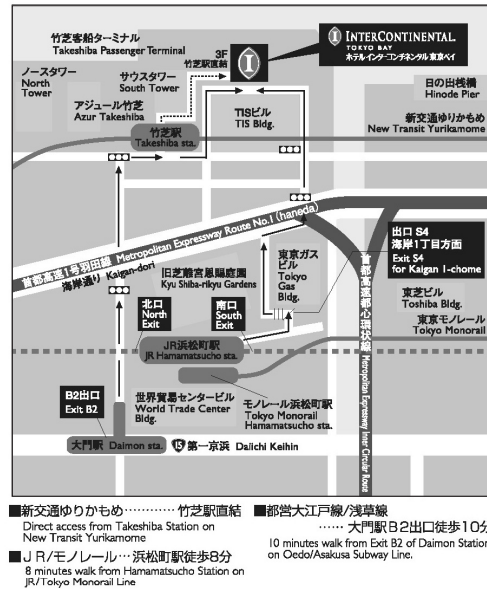 竹芝客船ターミナル
Takeshiba Passenger Terminal
3F
竹芝駅直結
INTERCONTINENTAL
TOKYO BAY
ホテル インターコンチネンタル 東京ベイ
ノースタワー
North
Tower
サウスタワー
South Tower
アジュール竹芝
Azur Takeshiba
竹芝駅
Takeshiba sta.
TISビル
TIS Bldg.
日の出桟橋
Hinode Pier
新交通ゆりかもめ
New Transit Yurikamome
首都高速1号羽田線 Metropolitan Expressway Route No.1 (haneda)
海岸通り Kaigan-dori
旧芝離宮恩賜庭園
Kyu Shiba-rikyu Gardens
東京ガス
ビル
Tokyo
Gas
Bldg.
出口 S4
海岸1丁目方面
Exit S4
for Kaigan 1-chome
首都高速都心環状線 Metropolitan Expressway Inner Circular Route
東芝ビル
Toshiba Bldg.
東京モノレール
Tokyo Monorail
北口
North
Exit
南口
South
Exit
JR浜松町駅
JR Hamamatsucho sta.
B2出口
Exit B2
世界貿易センタービル
World Trade Center
Bldg.
モノレール浜松町駅
Tokyo Monorail
Hamamatsucho sta.
大門駅 Daimon sta.
15 第一京浜 Daiichi Keihin
■新交通ゆりかもめ………… 竹芝駅直結
Direct access from Takeshiba Station on
New Transit Yurikamome
■JR/モノレール… 浜松町駅徒歩8分
8 minutes walk from Hamamatsucho Station on
JR/Tokyo Monorail Line
■都営大江戸線/浅草線
…… 大門駅B2出口徒歩10分
10 minutes walk from Exit B2 of Daimon Station
on Oedo/Asakusa Subway Line.